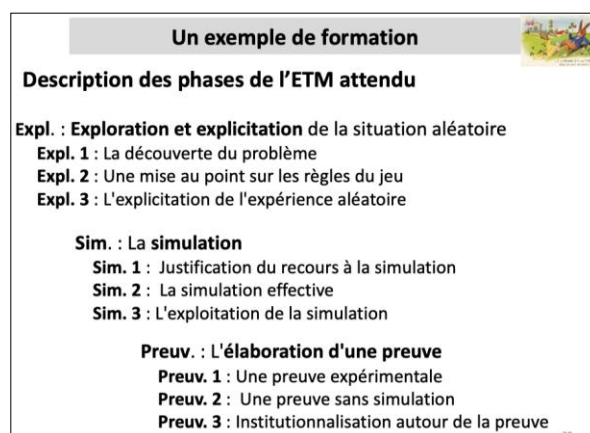 Un exemple de formation
Description des phases de l'ETM attendu
Expl. : Exploration et explicitation de la situation aléatoire
Expl. 1 : La découverte du problème
Expl. 2 : Une mise au point sur les règles du jeu
Expl. 3 : L'explicitation de l'expérience aléatoire
Sim. : La simulation
Sim. 1 : Justification du recours à la simulation
Sim. 2 : La simulation effective
Sim. 3 : L'exploitation de la simulation
Preuv. : L'élaboration d'une preuve
Preuv. 1 : Une preuve expérimentale
Preuv. 2 : Une preuve sans simulation
Preuv. 3 : Institutionnalisation autour de la preuve